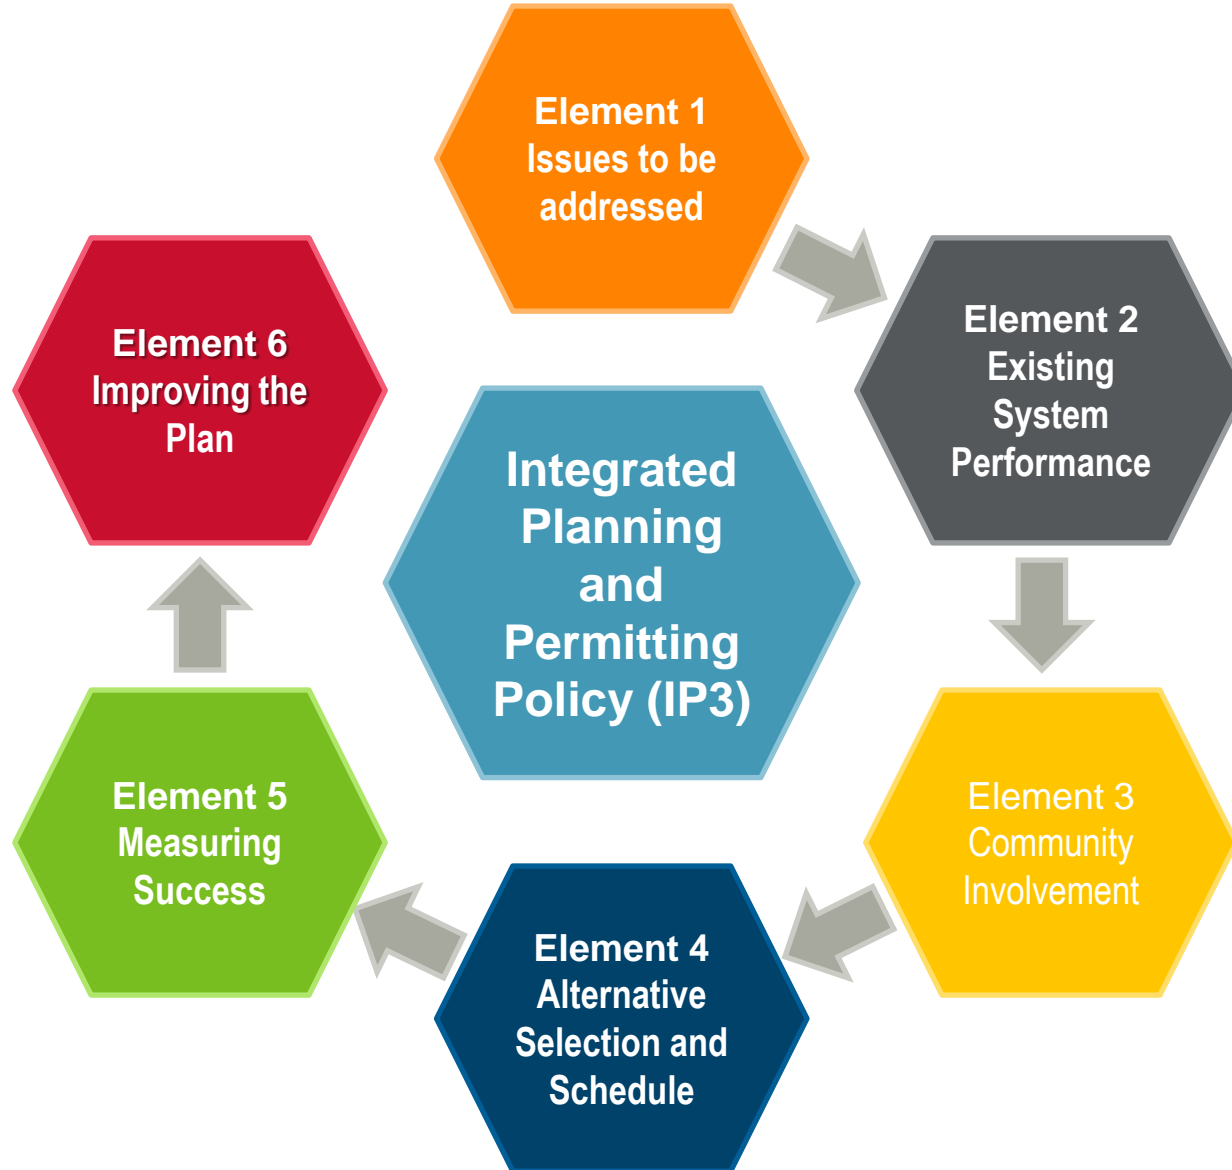 Element 1
Issues to be
addressed
Element 2
Existing
System
Performance
Element 3
Community
Involvement
Element 4
Alternative
Selection and
Schedule
Element 5
Measuring
Success
Element 6
Improving the
Plan
Integrated
Planning
and
Permitting
Policy (IP3)